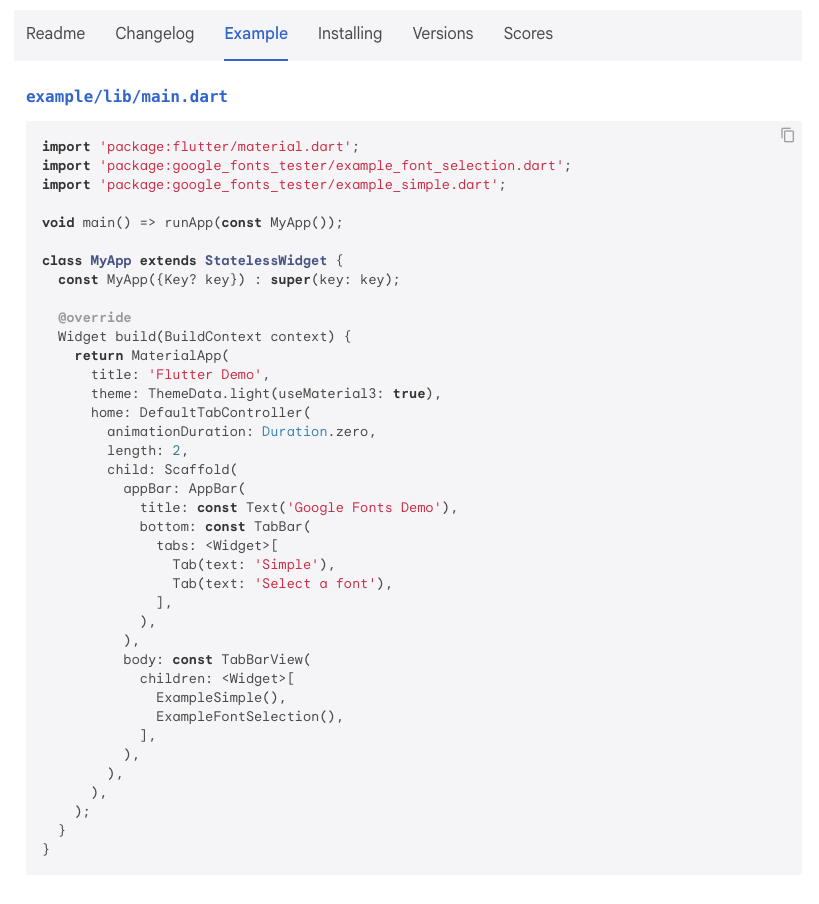 Readme Changelog Example Installing Versions Scores
example/lib/main.dart
import 'package:flutter/material.dart';
import 'package:google_fonts_tester/example_font_selection.dart';
import 'package:google_fonts_tester/example_simple.dart';

void main() => runApp(const MyApp());

class MyApp extends StatelessWidget {
  const MyApp({Key? key}) : super(key: key);

  @override
  Widget build(BuildContext context) {
    return MaterialApp(
      title: 'Flutter Demo',
      theme: ThemeData.light(useMaterial3: true),
      home: DefaultTabController(
        animationDuration: Duration.zero,
        length: 2,
        child: Scaffold(
          appBar: AppBar(
            title: const Text('Google Fonts Demo'),
            bottom: const TabBar(
              tabs: <Widget>[
                Tab(text: 'Simple'),
                Tab(text: 'Select a font'),
              ],
            ),
          ),
          body: const TabBarView(
            children: <Widget>[
              ExampleSimple(),
              ExampleFontSelection(),
            ],
          ),
        ),
      ),
    );
  }
}